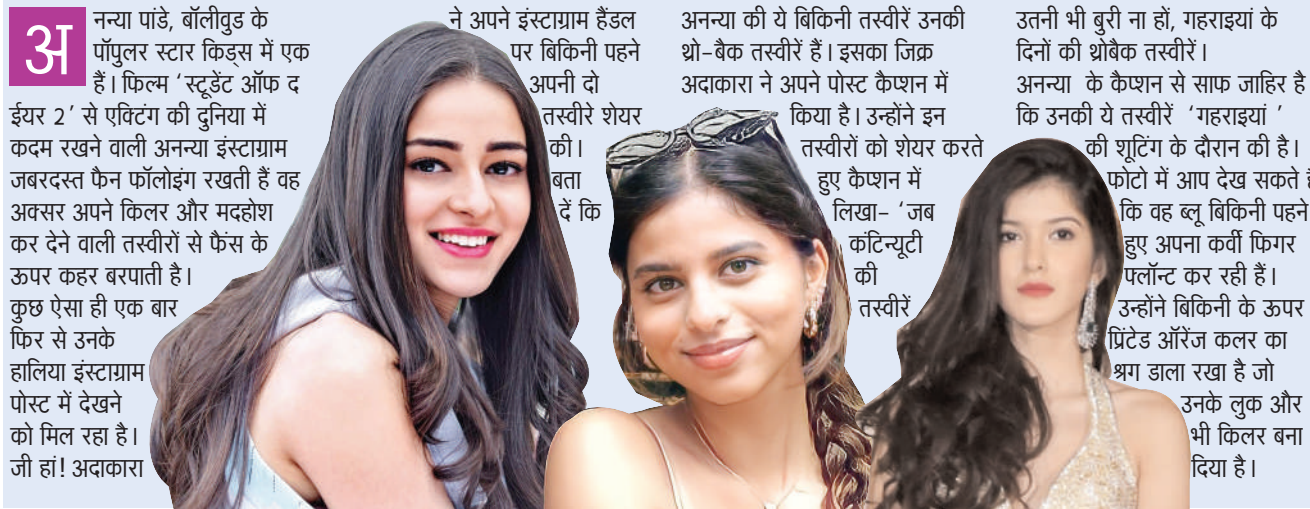 अनन्या पांडे, बॉलीवुड के
पॉपुलर स्टार किड्स में एक
हैं। फिल्म ‘स्टूडेंट ऑफ द
ईयर 2’ से एक्टिंग की दुनिया में
कदम रखने वाली अनन्या इंस्टाग्राम
जबरदस्त फैन फॉलोइंग रखती हैं वह
अक्सर अपने किलर और मदहोश
कर देने वाली तस्वीरों से फैंस के
ऊपर कहर बरपाती है।
कुछ ऐसा ही एक बार
फिर से उनके
हालिया इंस्टाग्राम
पोस्ट में देखने
को मिल रहा है।
जी हां! अदाकारा
ने अपने इंस्टाग्राम हैंडल
पर बिकिनी पहने
अपनी दो
तस्वीरे शेयर
की।
बता
दें कि
अनन्या की ये बिकिनी तस्वीरें उनकी
थ्रो-बैक तस्वीरें हैं। इसका जिक्र
अदाकारा ने अपने पोस्ट कैप्शन में
किया है। उन्होंने इन
तस्वीरों को शेयर करते
हुए कैप्शन में
लिखा- ‘जब
कंटिन्यूटी
की
तस्वीरें
उतनी भी बुरी ना हों, गहराइयां के
दिनों की थ्रोबैक तस्वीरें।
अनन्या के कैप्शन से साफ जाहिर है
कि उनकी ये तस्वीरें ‘गहराइयां ’
की शूटिंग के दौरान की है।
फोटो में आप देख सकते
कि वह ब्लू बिकिनी पहने
हुए अपना कर्वी फिगर
फ्लॉन्ट कर रही हैं।
उन्होंने बिकिनी के ऊपर
प्रिंटेड ऑरेंज कलर का
श्रग डाला रखा है जो
उनके लुक और
भी किलर बना
दिया है।